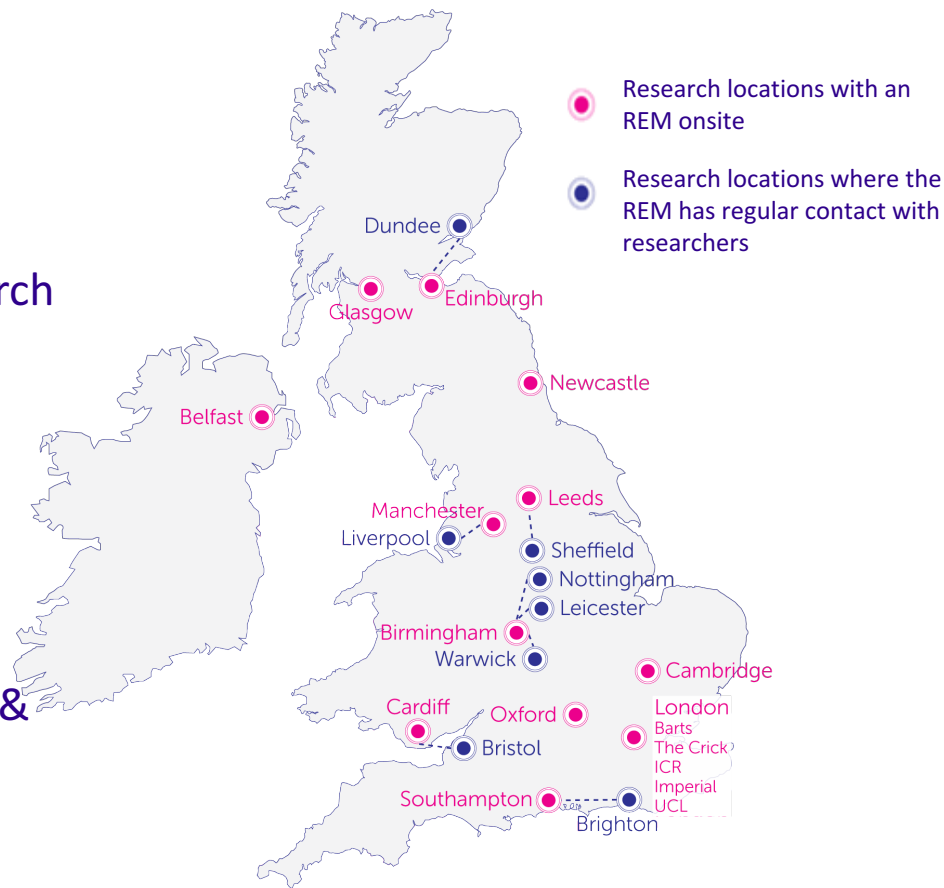 Research locations with an
REM onsite
Research locations where the
REM has regular contact with
researchers
rch
&
Dundee
Edinburgh
Glasgow
Newcastle
Belfast
Leeds
Manchester
Liverpool
Sheffield
Nottingham
Leicester
Birmingham
Warwick
Cambridge
Cardiff
Oxford
London
Barts
The Crick
ICR
Imperial
UCL
Bristol
Southampton
Brighton